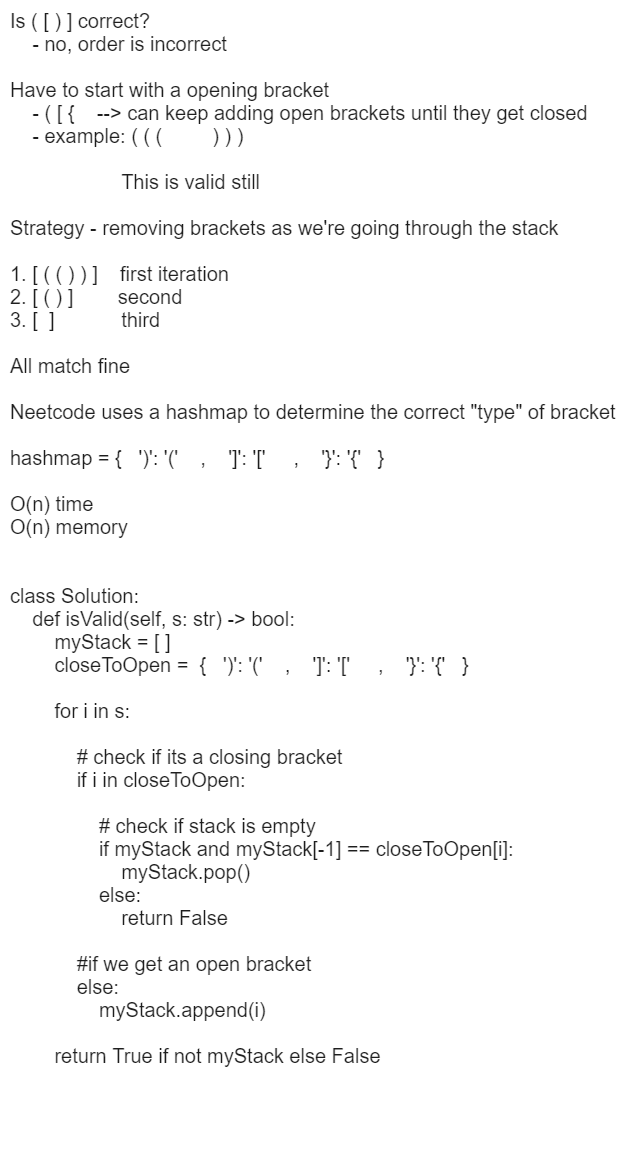 Is ( [ ) ] correct?
- no, order is incorrect
Have to start with a opening bracket
- ( [ { --> can keep adding open brackets until they get closed
- example: ( ( ( ) ) )
This is valid still
Strategy - removing brackets as we're going through the stack
1. [ ( ( ) ) ] first iteration
2. [ ( ) ] second
3. [ ] third
All match fine
Neetcode uses a hashmap to determine the correct "type" of bracket
hashmap = { ')': '(' , ']': '[' , '}': '{' }
O(n) time
O(n) memory
class Solution:
def isValid(self, s: str) -> bool:
myStack = [ ]
closeToOpen = { ')': '(' , ']': '[' , '}': '{' }
for i in s:
# check if its a closing bracket
if i in closeToOpen:
# check if stack is empty
if myStack and myStack[-1] == closeToOpen[i]:
myStack.pop()
else:
return False
#if we get an open bracket
else:
myStack.append(i)
return True if not myStack else False